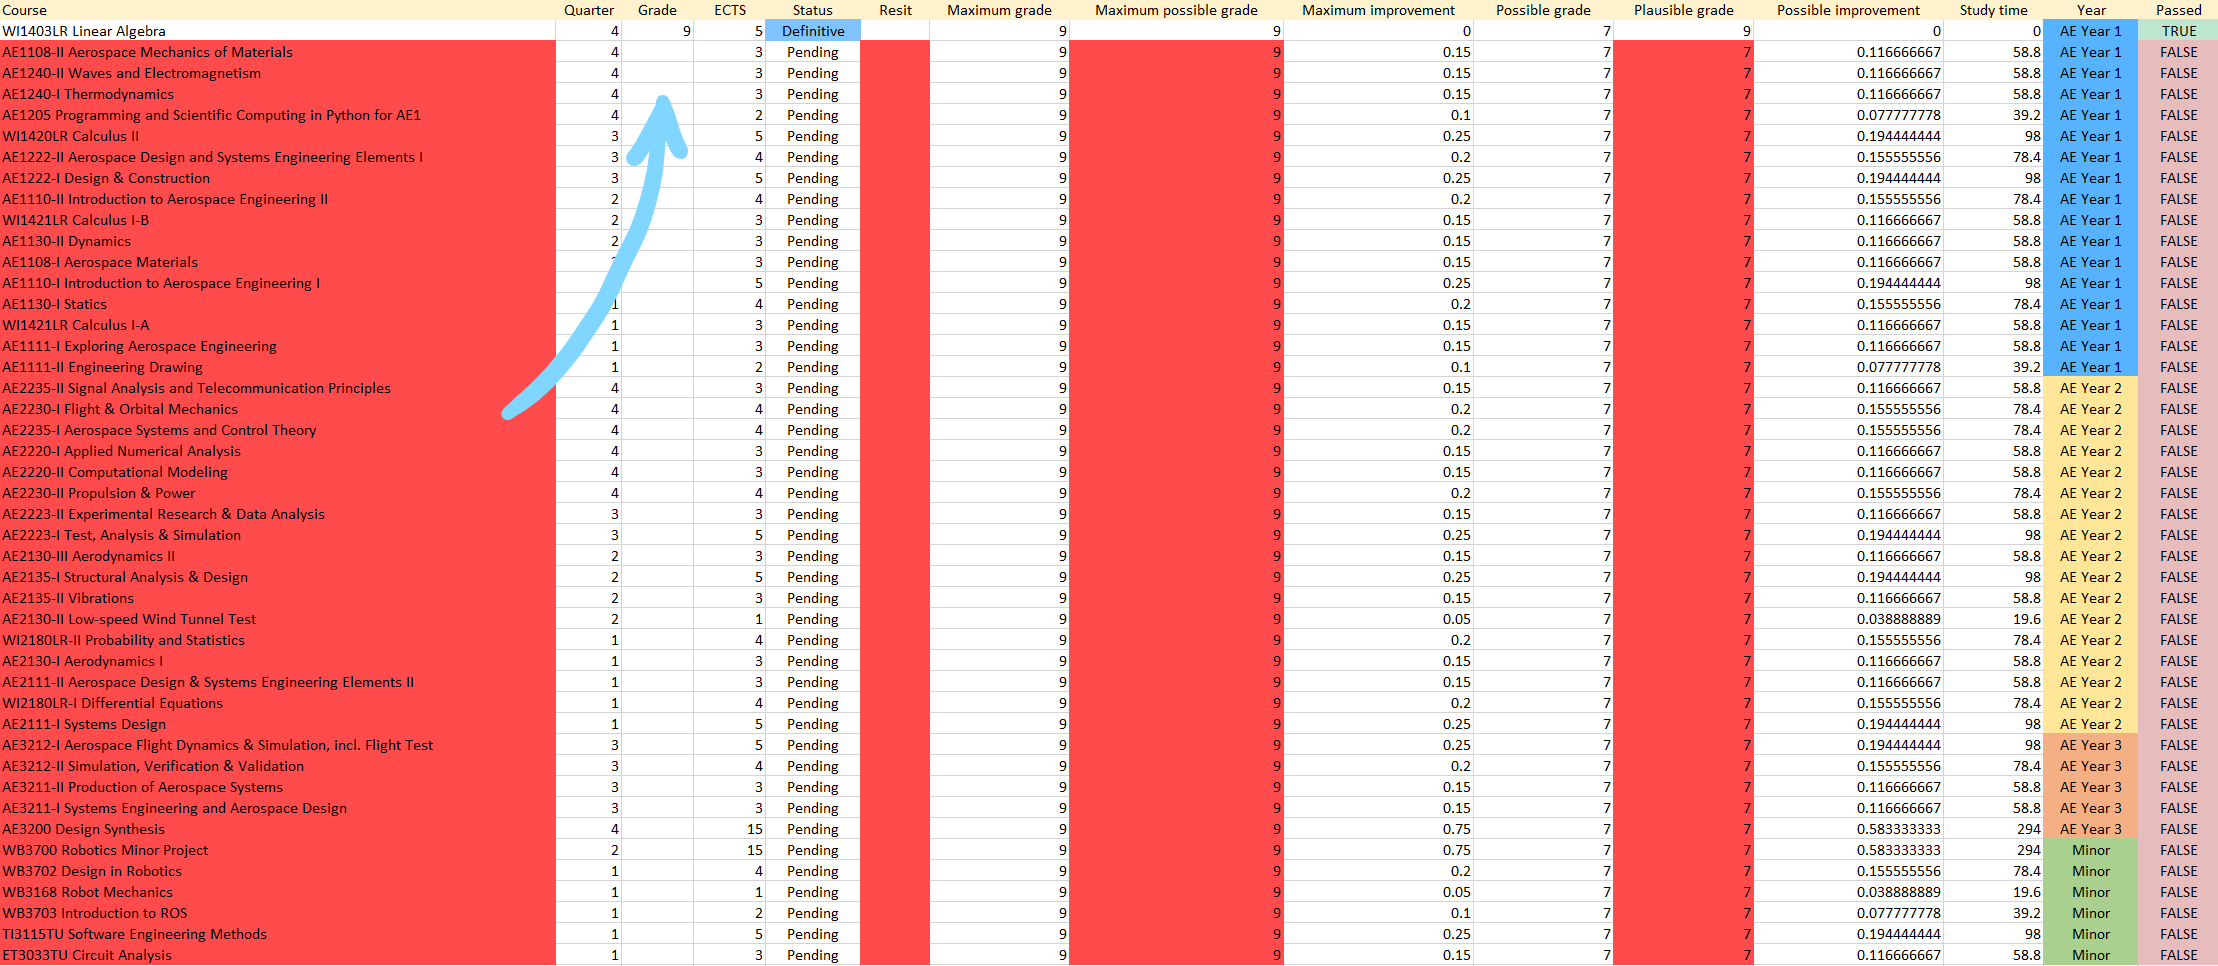 Course Quarter Grade ECTS Status Resit Maximum grade Maximum possible grade Maximum improvement Possible grade Plausible grade Possible improvement Study time Year Passed
WI1403LR Linear Algebra 4 9 5 Definitive 9 9 0 7 9 0 0 AE Year 1 TRUE
AE1108-II Aerospace Mechanics of Materials 4 3 Pending 9 9 0.15 7 7 0.116666667 58.8 AE Year 1 FALSE
AE1240-II Waves and Electromagnetism 4 3 Pending 9 9 0.15 7 7 0.116666667 58.8 AE Year 1 FALSE
AE1240-I Thermodynamics 4 3 Pending 9 9 0.15 7 7 0.116666667 58.8 AE Year 1 FALSE
AE1205 Programming and Scientific Computing in Python for AE1 4 2 Pending 9 9 0.1 7 7 0.077777778 39.2 AE Year 1 FALSE
WI1420LR Calculus II 3 5 Pending 9 9 0.25 7 7 0.194444444 98 AE Year 1 FALSE
AE1222-II Aerospace Design and Systems Engineering Elements I 3 4 Pending 9 9 0.2 7 7 0.155555556 78.4 AE Year 1 FALSE
AE1222-I Design & Construction 3 5 Pending 9 9 0.25 7 7 0.194444444 98 AE Year 1 FALSE
AE1110-II Introduction to Aerospace Engineering II 2 4 Pending 9 9 0.2 7 7 0.155555556 78.4 AE Year 1 FALSE
WI1421LR Calculus I-B 2 3 Pending 9 9 0.15 7 7 0.116666667 58.8 AE Year 1 FALSE
AE1130-II Dynamics 2 3 Pending 9 9 0.15 7 7 0.116666667 58.8 AE Year 1 FALSE
AE1108-I Aerospace Materials 3 Pending 9 9 0.15 7 7 0.116666667 58.8 AE Year 1 FALSE
AE1110-I Introduction to Aerospace Engineering I 5 Pending 9 9 0.25 7 7 0.194444444 98 AE Year 1 FALSE
AE1130-I Statics 1 4 Pending 9 9 0.2 7 7 0.155555556 78.4 AE Year 1 FALSE
WI1421LR Calculus I-A 1 3 Pending 9 9 0.15 7 7 0.116666667 58.8 AE Year 1 FALSE
AE1111-I Exploring Aerospace Engineering 1 3 Pending 9 9 0.15 7 7 0.116666667 58.8 AE Year 1 FALSE
AE1111-II Engineering Drawing 1 2 Pending 9 9 0.1 7 7 0.077777778 39.2 AE Year 1 FALSE
AE2235-II Signal Analysis and Telecommunication Principles 4 3 Pending 9 9 0.15 7 7 0.116666667 58.8 AE Year 2 FALSE
AE2230-I Flight & Orbital Mechanics 4 4 Pending 9 9 0.2 7 7 0.155555556 78.4 AE Year 2 FALSE
AE2235-I Aerospace Systems and Control Theory 4 4 Pending 9 9 0.2 7 7 0.155555556 78.4 AE Year 2 FALSE
AE2220-I Applied Numerical Analysis 4 3 Pending 9 9 0.15 7 7 0.116666667 58.8 AE Year 2 FALSE
AE2220-II Computational Modeling 4 3 Pending 9 9 0.15 7 7 0.116666667 58.8 AE Year 2 FALSE
AE2230-II Propulsion & Power 4 4 Pending 9 9 0.2 7 7 0.155555556 78.4 AE Year 2 FALSE
AE2223-II Experimental Research & Data Analysis 3 3 Pending 9 9 0.15 7 7 0.116666667 58.8 AE Year 2 FALSE
AE2223-I Test, Analysis & Simulation 3 5 Pending 9 9 0.25 7 7 0.194444444 98 AE Year 2 FALSE
AE2130-III Aerodynamics II 2 3 Pending 9 9 0.15 7 7 0.116666667 58.8 AE Year 2 FALSE
AE2135-I Structural Analysis & Design 2 5 Pending 9 9 0.25 7 7 0.194444444 98 AE Year 2 FALSE
AE2135-II Vibrations 2 3 Pending 9 9 0.15 7 7 0.116666667 58.8 AE Year 2 FALSE
AE2130-II Low-speed Wind Tunnel Test 2 1 Pending 9 9 0.05 7 7 0.038888889 19.6 AE Year 2 FALSE
WI2180LR-II Probability and Statistics 1 4 Pending 9 9 0.2 7 7 0.155555556 78.4 AE Year 2 FALSE
AE2130-I Aerodynamics I 1 3 Pending 9 9 0.15 7 7 0.116666667 58.8 AE Year 2 FALSE
AE2111-II Aerospace Design & Systems Engineering Elements II 1 3 Pending 9 9 0.15 7 7 0.116666667 58.8 AE Year 2 FALSE
WI2180LR-I Differential Equations 1 4 Pending 9 9 0.2 7 7 0.155555556 78.4 AE Year 2 FALSE
AE2111-I Systems Design 1 5 Pending 9 9 0.25 7 7 0.194444444 98 AE Year 2 FALSE
AE3212-I Aerospace Flight Dynamics & Simulation, incl. Flight Test 3 5 Pending 9 9 0.25 7 7 0.194444444 98 AE Year 3 FALSE
AE3212-II Simulation, Verification & Validation 3 4 Pending 9 9 0.2 7 7 0.155555556 78.4 AE Year 3 FALSE
AE3211-II Production of Aerospace Systems 3 3 Pending 9 9 0.15 7 7 0.116666667 58.8 AE Year 3 FALSE
AE3211-I Systems Engineering and Aerospace Design 3 3 Pending 9 9 0.15 7 7 0.116666667 58.8 AE Year 3 FALSE
AE3200 Design Synthesis 4 15 Pending 9 9 0.75 7 7 0.583333333 294 AE Year 3 FALSE
WB3700 Robotics Minor Project 2 15 Pending 9 9 0.75 7 7 0.583333333 294 Minor FALSE
WB3702 Design in Robotics 1 4 Pending 9 9 0.2 7 7 0.155555556 78.4 Minor FALSE
WB3168 Robot Mechanics 1 1 Pending 9 9 0.05 7 7 0.038888889 19.6 Minor FALSE
WB3703 Introduction to ROS 1 2 Pending 9 9 0.1 7 7 0.077777778 39.2 Minor FALSE
TI3115TU Software Engineering Methods 1 5 Pending 9 9 0.25 7 7 0.194444444 98 Minor FALSE
ET3033TU Circuit Analysis 1 3 Pending 9 9 0.15 7 7 0.116666667 58.8 Minor FALSE